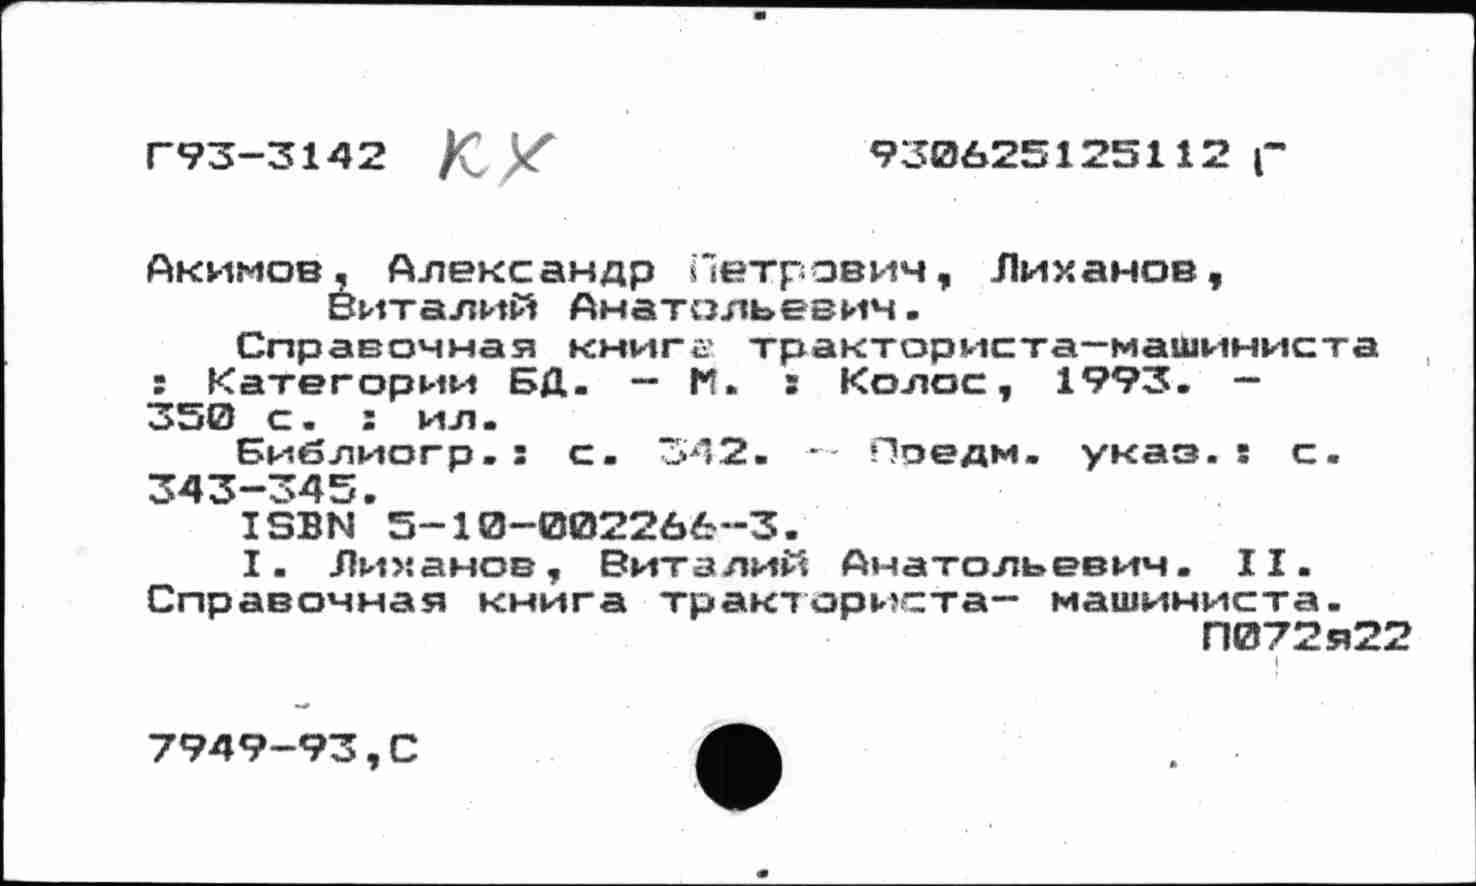 Г93-3142 КХ 930625125112 Г
Акимов, Александр Петрович, Лиханов,
Виталий Анатольевич.
Справочная книга тракториста-машиниста
: Категории БД. - М. : Колос, 1993. -
350 с. : ил.
Библиогр.: с. 342. - Предм. указ.: с.
343-345.
ISBN 5-10-002266-3.
I. Лиханов, Виталий Анатольевич. II.
Справочная книга тракториста- машиниста.
П072я22
7949-93,С